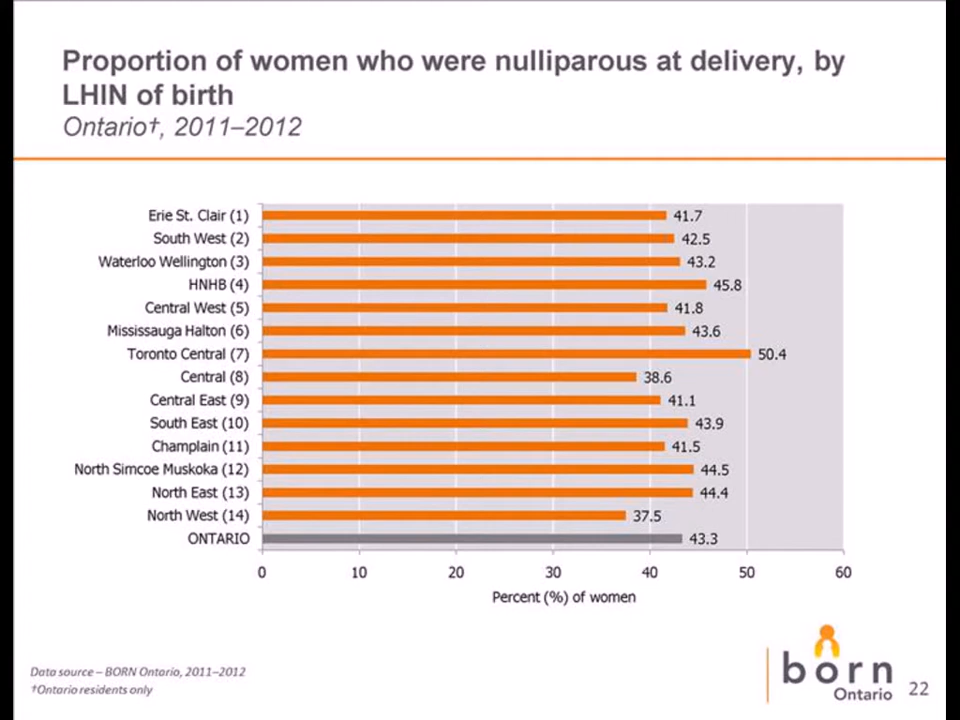 Proportion of women who were nulliparous at delivery, by
LHIN of birth
Ontario†, 2011–2012
Erie St. Clair (1) 41.7
South West (2) 42.5
Waterloo Wellington (3) 43.2
HNHB (4) 45.8
Central West (5) 41.8
Mississauga Halton (6) 43.6
Toronto Central (7) 50.4
Central (8) 38.6
Central East (9) 41.1
South East (10) 43.9
Champlain (11) 41.5
North Simcoe Muskoka (12) 44.5
North East (13) 44.4
North West (14) 37.5
ONTARIO 43.3
0 10 20 30 40 50 60
Percent (%) of women
Data source – BORN Ontario, 2011–2012
†Ontario residents only
born
Ontario
22